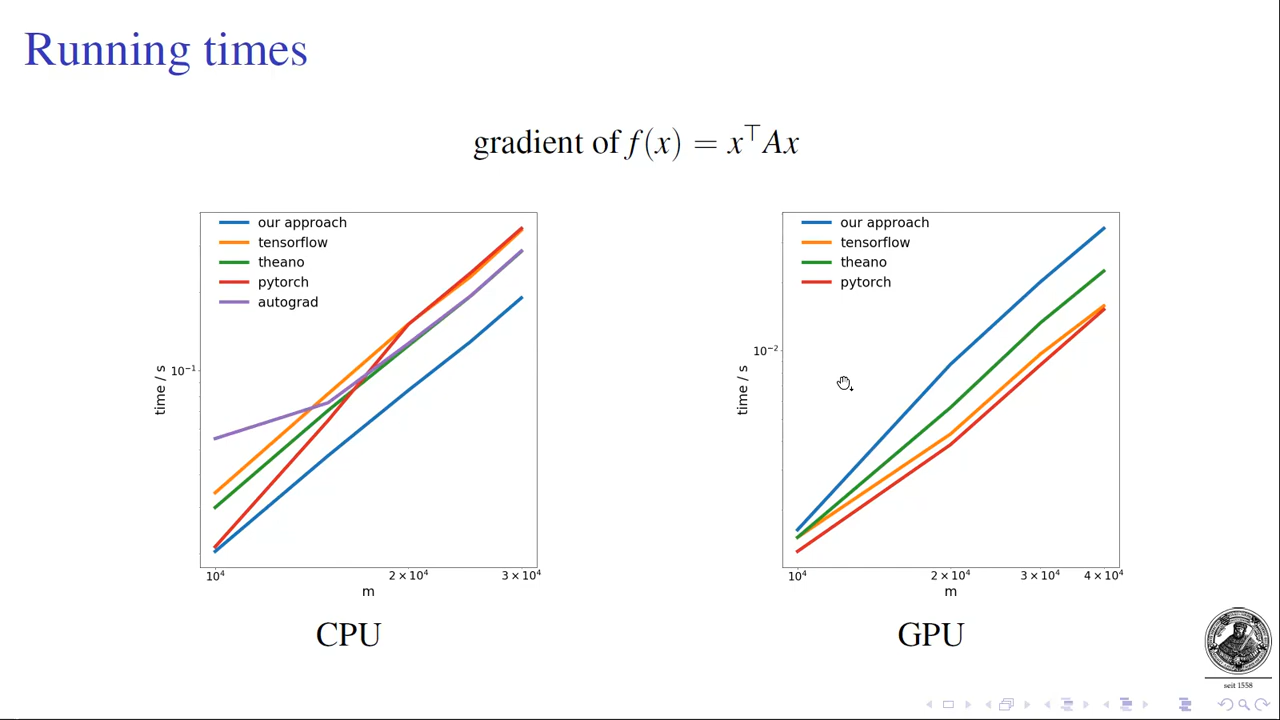 Running times
gradient of f(x) = x⊤Ax
our approach
tensorflow
theano
pytorch
autograd
time / s
10⁻¹
10⁴
2 × 10⁴
3 × 10⁴
m
CPU
our approach
tensorflow
theano
pytorch
time / s
10⁻²
10⁴
2 × 10⁴
3 × 10⁴
4 × 10⁴
m
GPU
seit 1558